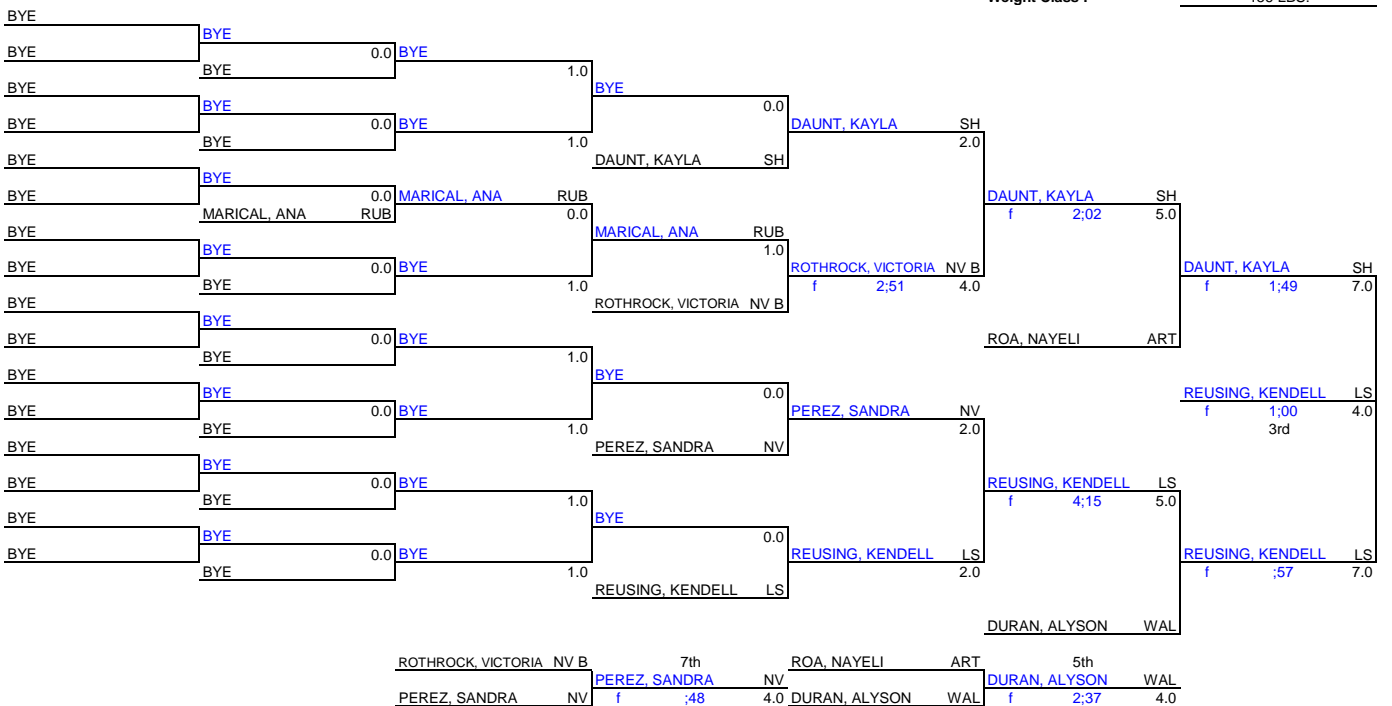 Weight Class :
BYE
BYE
BYE 0.0 BYE
BYE 1.0
BYE BYE
BYE 0.0
BYE 0.0 BYE DAUNT, KAYLA SH
BYE 1.0 2.0
BYE DAUNT, KAYLA SH
BYE
BYE 0.0 MARICAL, ANA RUB DAUNT, KAYLA SH
MARICAL, ANA RUB 0.0 f 2;02 5.0
BYE MARICAL, ANA RUB
BYE 1.0
BYE 0.0 BYE ROTHROCK, VICTORIA NV B DAUNT, KAYLA SH
BYE 1.0 f 2;51 4.0 f 1;49 7.0
BYE ROTHROCK, VICTORIA NV B
BYE
BYE 0.0 BYE ROA, NAYELI ART
BYE 1.0
BYE BYE
BYE 0.0 REUSING, KENDELL LS
BYE 0.0 BYE PEREZ, SANDRA NV f 1;00 4.0
BYE 1.0 2.0 3rd
BYE PEREZ, SANDRA NV
BYE
BYE 0.0 BYE REUSING, KENDELL LS
BYE 1.0 f 4;15 5.0
BYE BYE
BYE 0.0
BYE 0.0 BYE REUSING, KENDELL LS REUSING, KENDELL LS
BYE 1.0 2.0 f ;57 7.0
REUSING, KENDELL LS
DURAN, ALYSON WAL
ROTHROCK, VICTORIA NV B 7th ROA, NAYELI ART 5th
PEREZ, SANDRA NV DURAN, ALYSON WAL
PEREZ, SANDRA NV f ;48 4.0 DURAN, ALYSON WAL f 2;37 4.0